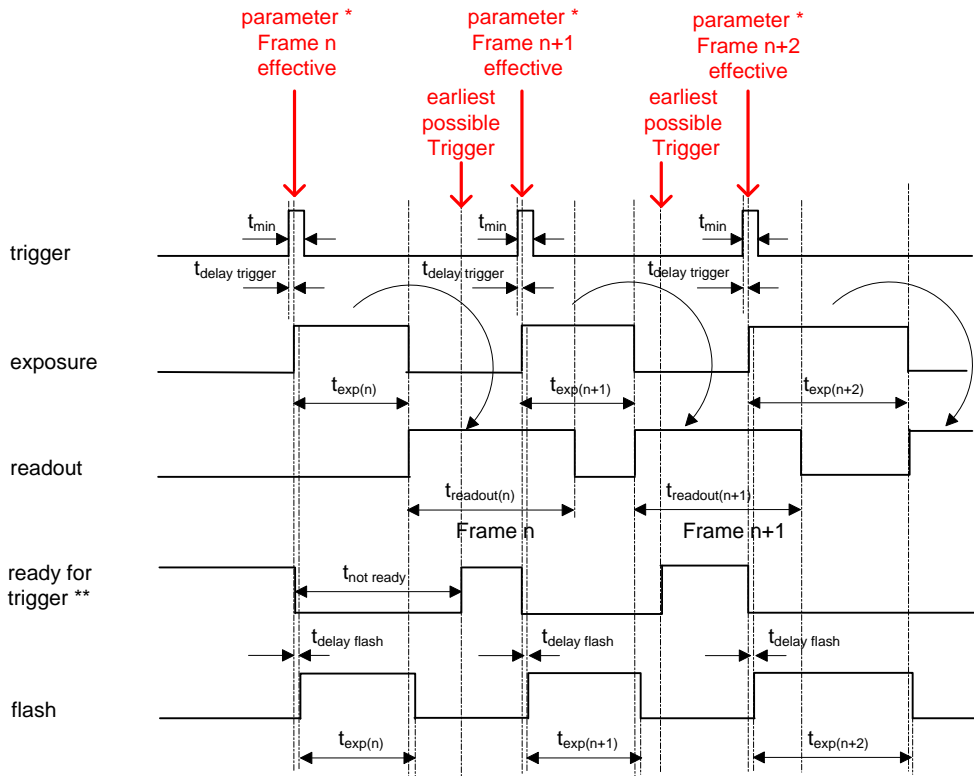 parameter *
Frame n
effective
parameter *
Frame n+1
effective
parameter *
Frame n+2
effective
earliest
possible
Trigger
earliest
possible
Trigger
trigger
tmin
tmin
tmin
tdelay trigger
tdelay trigger
tdelay trigger
exposure
texp(n)
texp(n+1)
texp(n+2)
readout
treadout(n)
treadout(n+1)
Frame n
Frame n+1
ready for
trigger **
tnot ready
tdelay flash
tdelay flash
tdelay flash
flash
texp(n)
texp(n+1)
texp(n+2)